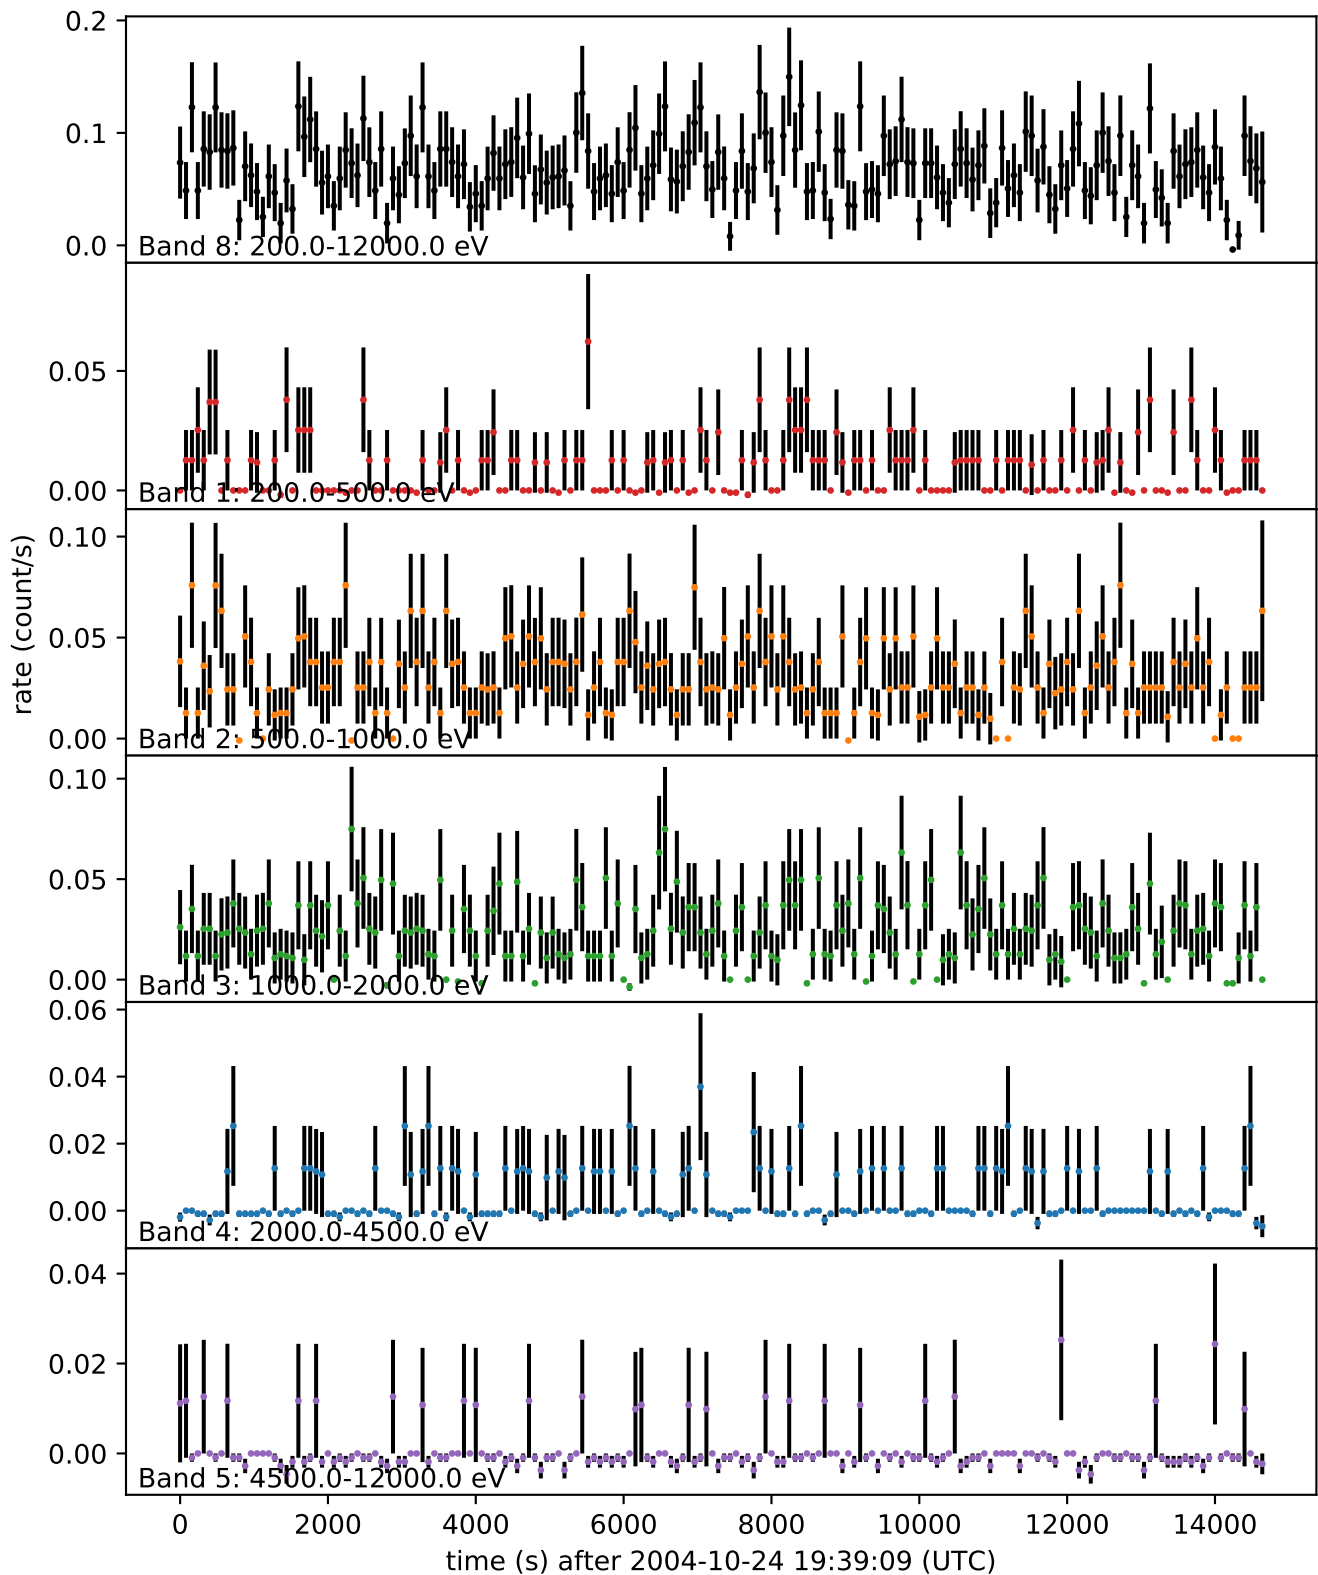 0.2
0.1
0.0
Band 8: 200.0-12000.0 eV
0.05
0.00
Band 1: 200.0-500.0 eV
rate (count/s)
0.10
0.05
0.00
Band 2: 500.0-1000.0 eV
0.10
0.05
0.00
Band 3: 1000.0-2000.0 eV
0.06
0.04
0.02
0.00
Band 4: 2000.0-4500.0 eV
0.04
0.02
0.00
Band 5: 4500.0-12000.0 eV
0 2000 4000 6000 8000 10000 12000 14000
time (s) after 2004-10-24 19:39:09 (UTC)